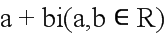 a + bi(a,b ∈ R)